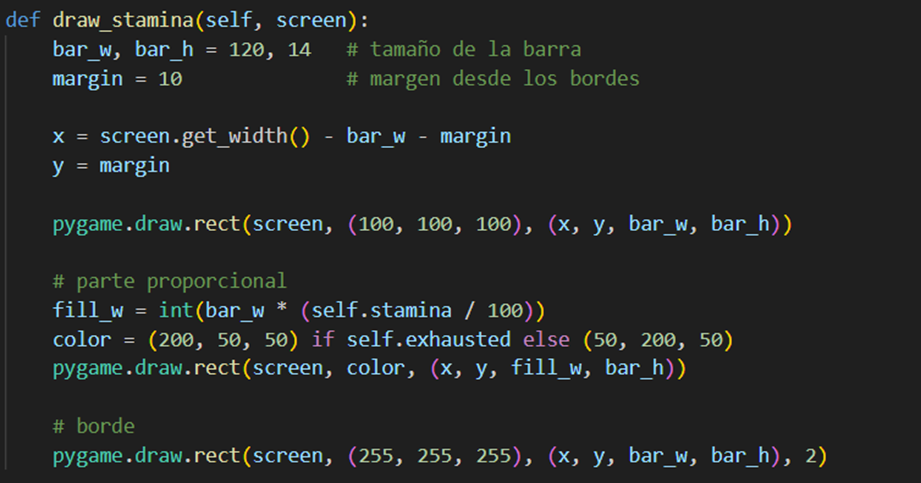 def draw_stamina(self, screen):
    bar_w, bar_h = 120, 14   # tamaño de la barra
    margin = 10              # margen desde los bordes

    x = screen.get_width() - bar_w - margin
    y = margin

    pygame.draw.rect(screen, (100, 100, 100), (x, y, bar_w, bar_h))

    # parte proporcional
    fill_w = int(bar_w * (self.stamina / 100))
    color = (200, 50, 50) if self.exhausted else (50, 200, 50)
    pygame.draw.rect(screen, color, (x, y, fill_w, bar_h))

    # borde
    pygame.draw.rect(screen, (255, 255, 255), (x, y, bar_w, bar_h), 2)